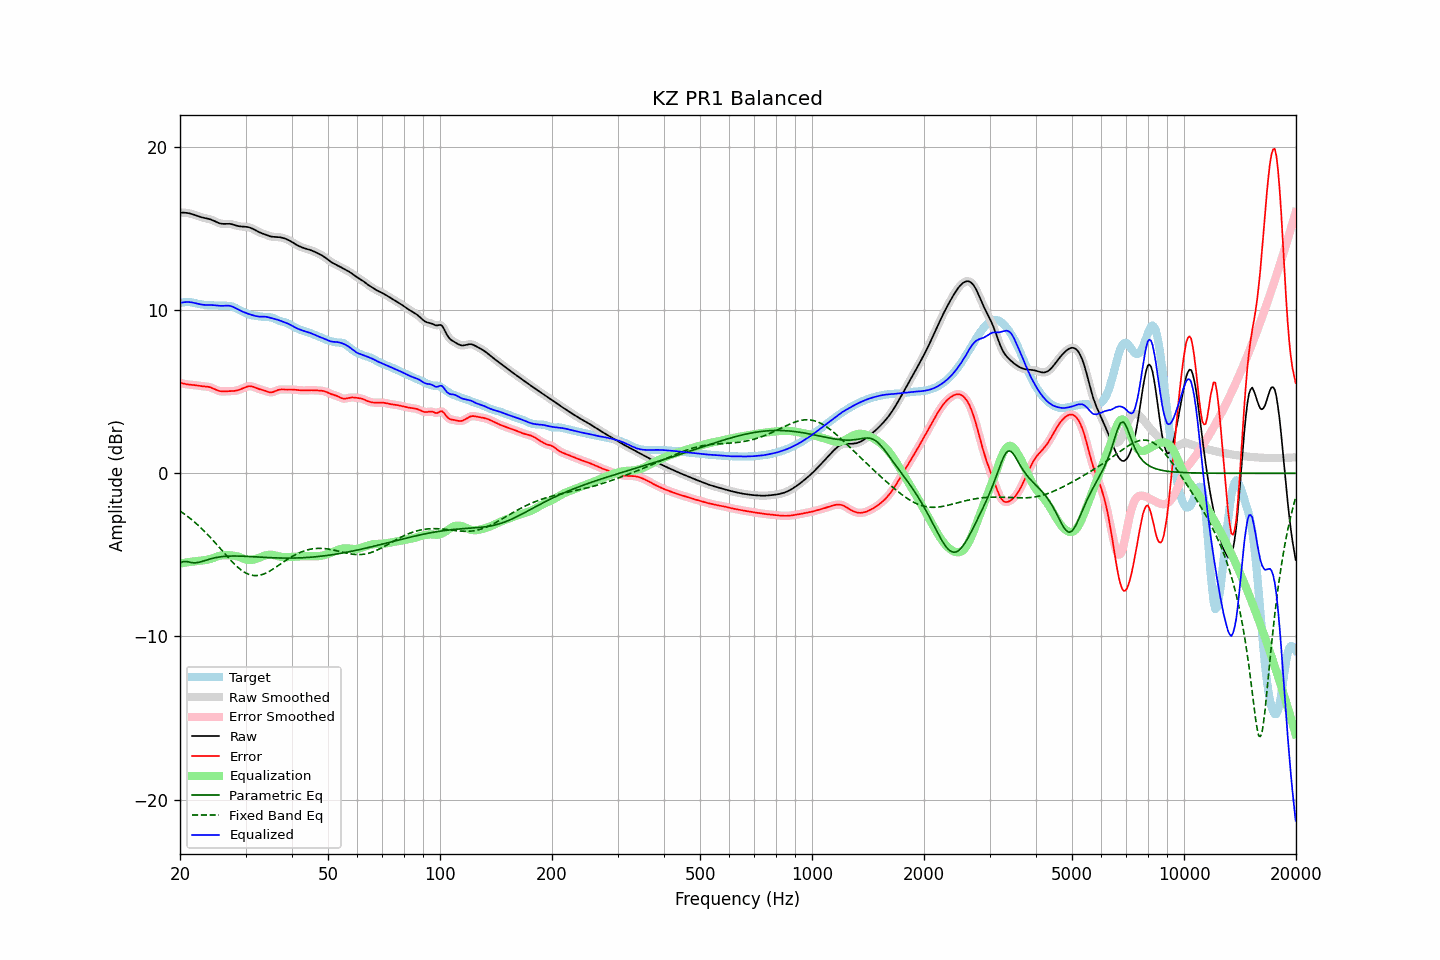 KZ PR1 Balanced
Amplitude (dBr)
20
10
0
−10
−20
Target
Raw Smoothed
Error Smoothed
Raw
Error
Equalization
Parametric Eq
Fixed Band Eq
Equalized
20 50 100 200 500 1000 2000 5000 10000 20000
Frequency (Hz)